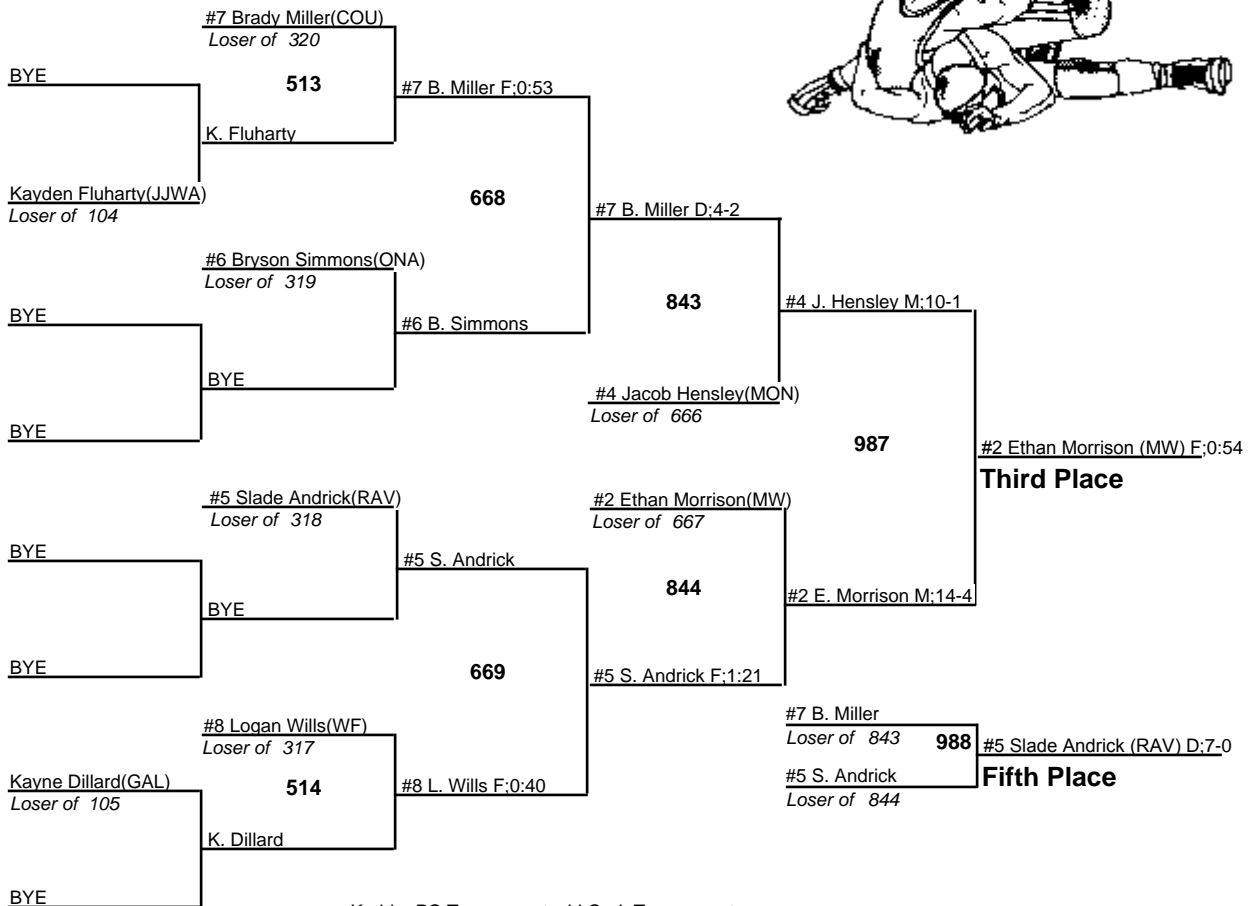 #7 Brady Miller(COU)
Loser of 320
BYE
513
#7 B. Miller F;0:53
K. Fluharty
Kayden Fluharty(JJWA)
Loser of 104
668
#7 B. Miller D;4-2
#6 Bryson Simmons(ONA)
Loser of 319
BYE
#6 B. Simmons
843
#4 J. Hensley M;10-1
BYE
#4 Jacob Hensley(MON)
Loser of 666
BYE
987
#2 Ethan Morrison (MW) F;0:54
Third Place
#5 Slade Andrick(RAV)
Loser of 318
#2 Ethan Morrison(MW)
Loser of 667
BYE
#5 S. Andrick
844
#2 E. Morrison M;14-4
BYE
BYE
669
#5 S. Andrick F;1:21
#8 Logan Wills(WF)
Loser of 317
#7 B. Miller
Loser of 843
988
#5 Slade Andrick (RAV) D;7-0
Fifth Place
#5 S. Andrick
Loser of 844
Kayne Dillard(GAL)
Loser of 105
514
#8 L. Wills F;0:40
K. Dillard
BYE